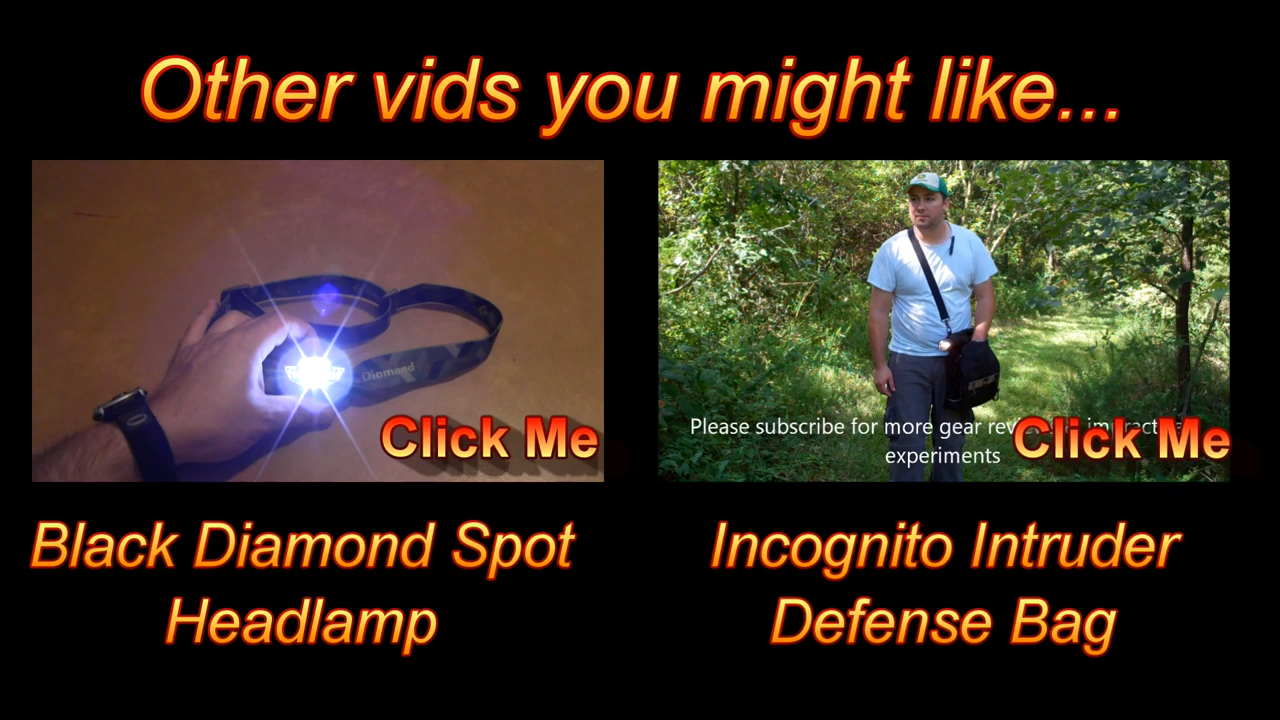 Other vids you might like...
Diamond
Click Me
Please subscribe for more gear
experiments
Click Me
Black Diamond Spot
Headlamp
Incognito Intruder
Defense Bag